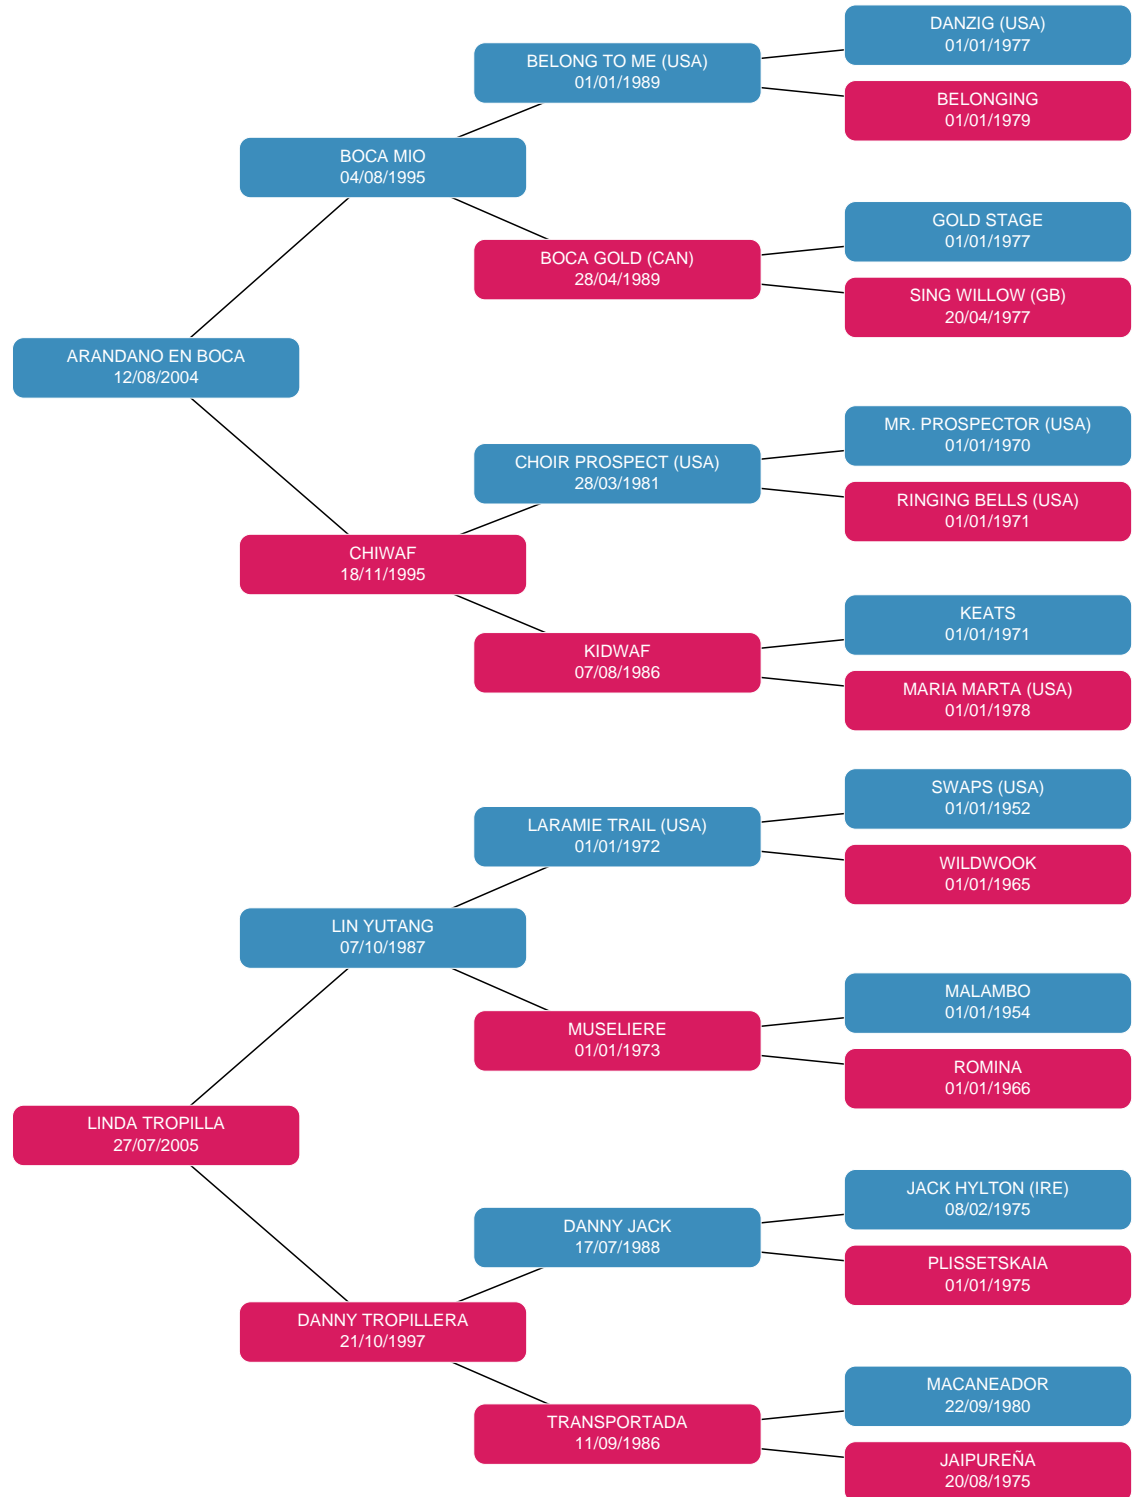 DANZIG (USA)
01/01/1977
BELONG TO ME (USA)
01/01/1989
BELONGING
01/01/1979
BOCA MIO
04/08/1995
GOLD STAGE
01/01/1977
BOCA GOLD (CAN)
28/04/1989
SING WILLOW (GB)
20/04/1977
ARANDANO EN BOCA
12/08/2004
MR. PROSPECTOR (USA)
01/01/1970
CHOIR PROSPECT (USA)
28/03/1981
RINGING BELLS (USA)
01/01/1971
CHIWAF
18/11/1995
KEATS
01/01/1971
KIDWAF
07/08/1986
MARIA MARTA (USA)
01/01/1978
SWAPS (USA)
01/01/1952
LARAMIE TRAIL (USA)
01/01/1972
WILDWOOK
01/01/1965
LIN YUTANG
07/10/1987
MALAMBO
01/01/1954
MUSELIERE
01/01/1973
ROMINA
01/01/1966
LINDA TROPILLA
27/07/2005
JACK HYLTON (IRE)
08/02/1975
DANNY JACK
17/07/1988
PLISSETSKAIA
01/01/1975
DANNY TROPILLERA
21/10/1997
MACANEADOR
22/09/1980
TRANSPORTADA
11/09/1986
JAIPUREÑA
20/08/1975